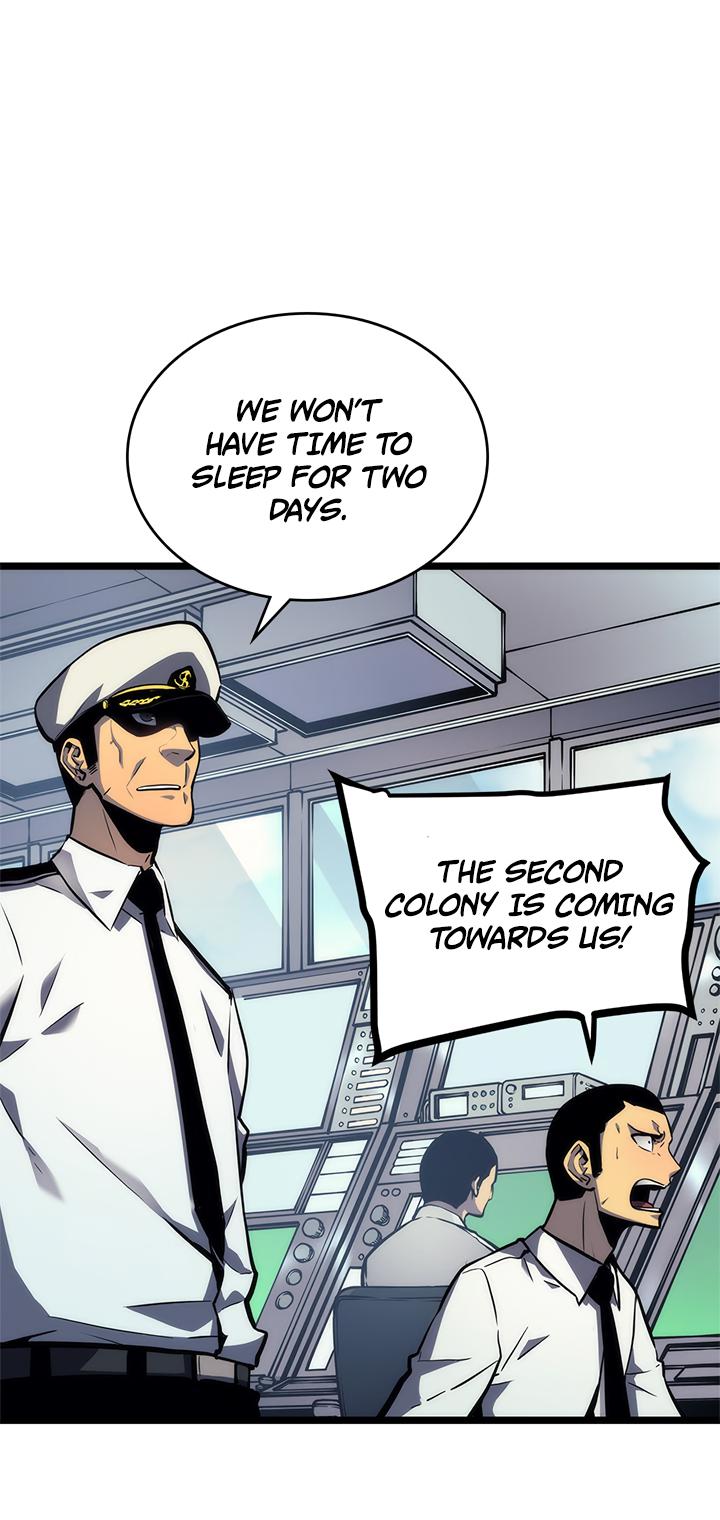 WE WON'T
HAVE TIME TO
SLEEP FOR TWO
DAYS.
THE SECOND
COLONY IS COMING
TOWARDS US!